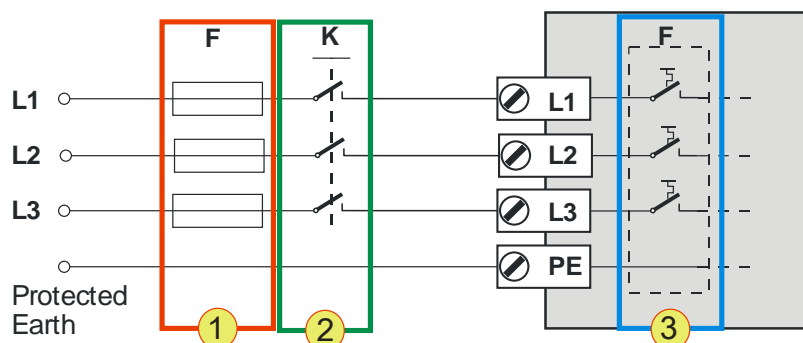 F K F
L1 L1
L2 L2
L3 L3
PE
Protected
Earth
1 2 3